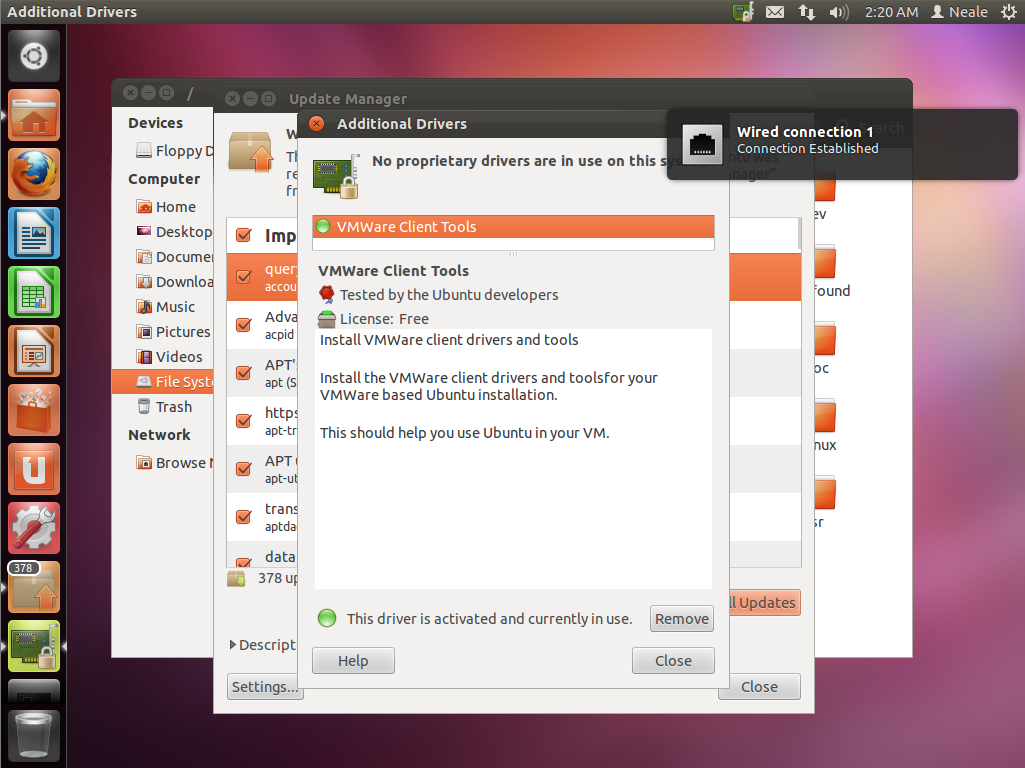 Additional Drivers
2:20 AM
Neale
/
Update Manager
Additional Drivers
Wired connection 1
Connection Established
Search
Devices
Floppy D
Computer
Home
Desktop
Docume
Downloa
Music
Pictures
Videos
File Syste
Trash
Network
Browse N
No proprietary drivers are in use on this sy
VMWare Client Tools
VMWare Client Tools
Tested by the Ubuntu developers
License: Free
Install VMWare client drivers and tools
Install the VMWare client drivers and toolsfor your
VMWare based Ubuntu installation.
This should help you use Ubuntu in your VM.
This driver is activated and currently in use.
Remove
Help
Close
W
Th
re
fr
ntu was
nager"
Imp
query
accou
Adva
acpid
APT's
apt (S
https
apt-tr
APT u
apt-ut
trans
aptdae
data
378 up
ll Updates
Descript
Settings...
Close
ev
found
oc
nux
sr
378